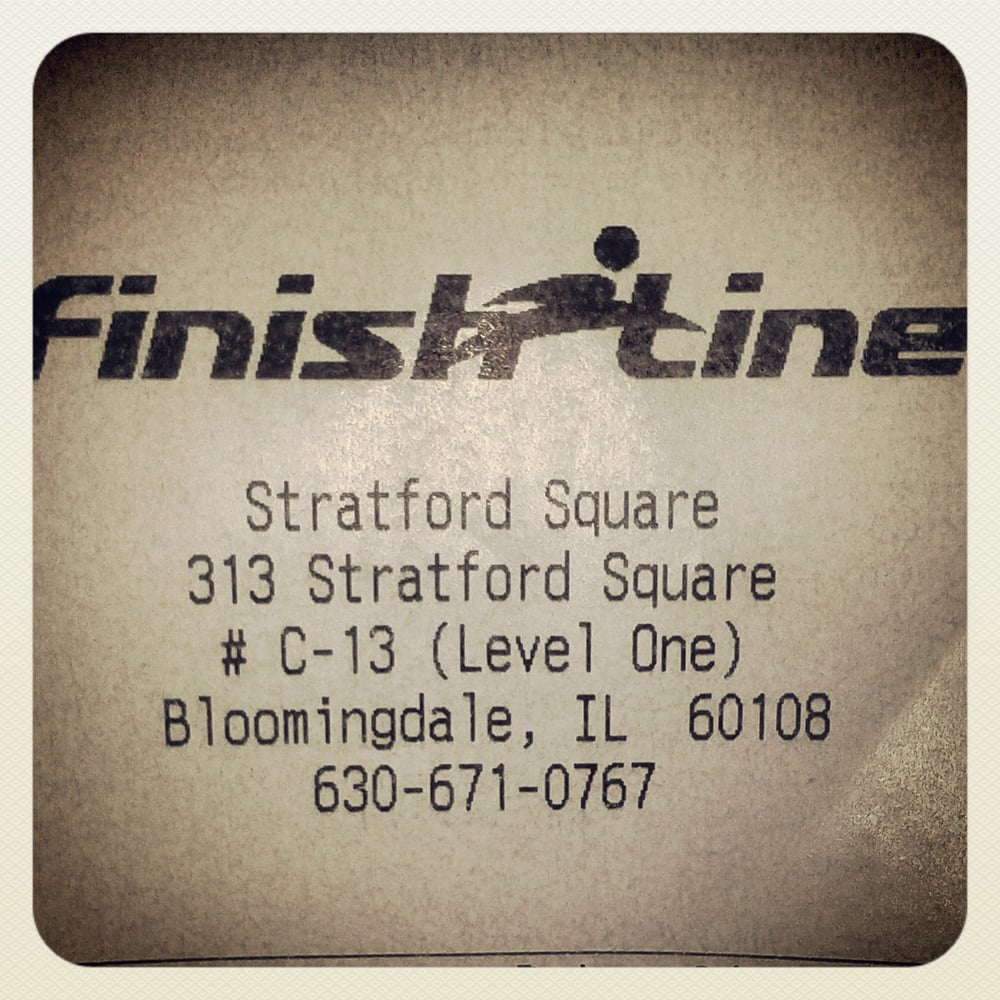 finish line
Stratford Square
313 Stratford Square
# C-13 (Level One)
Bloomingdale, IL 60108
630-671-0767